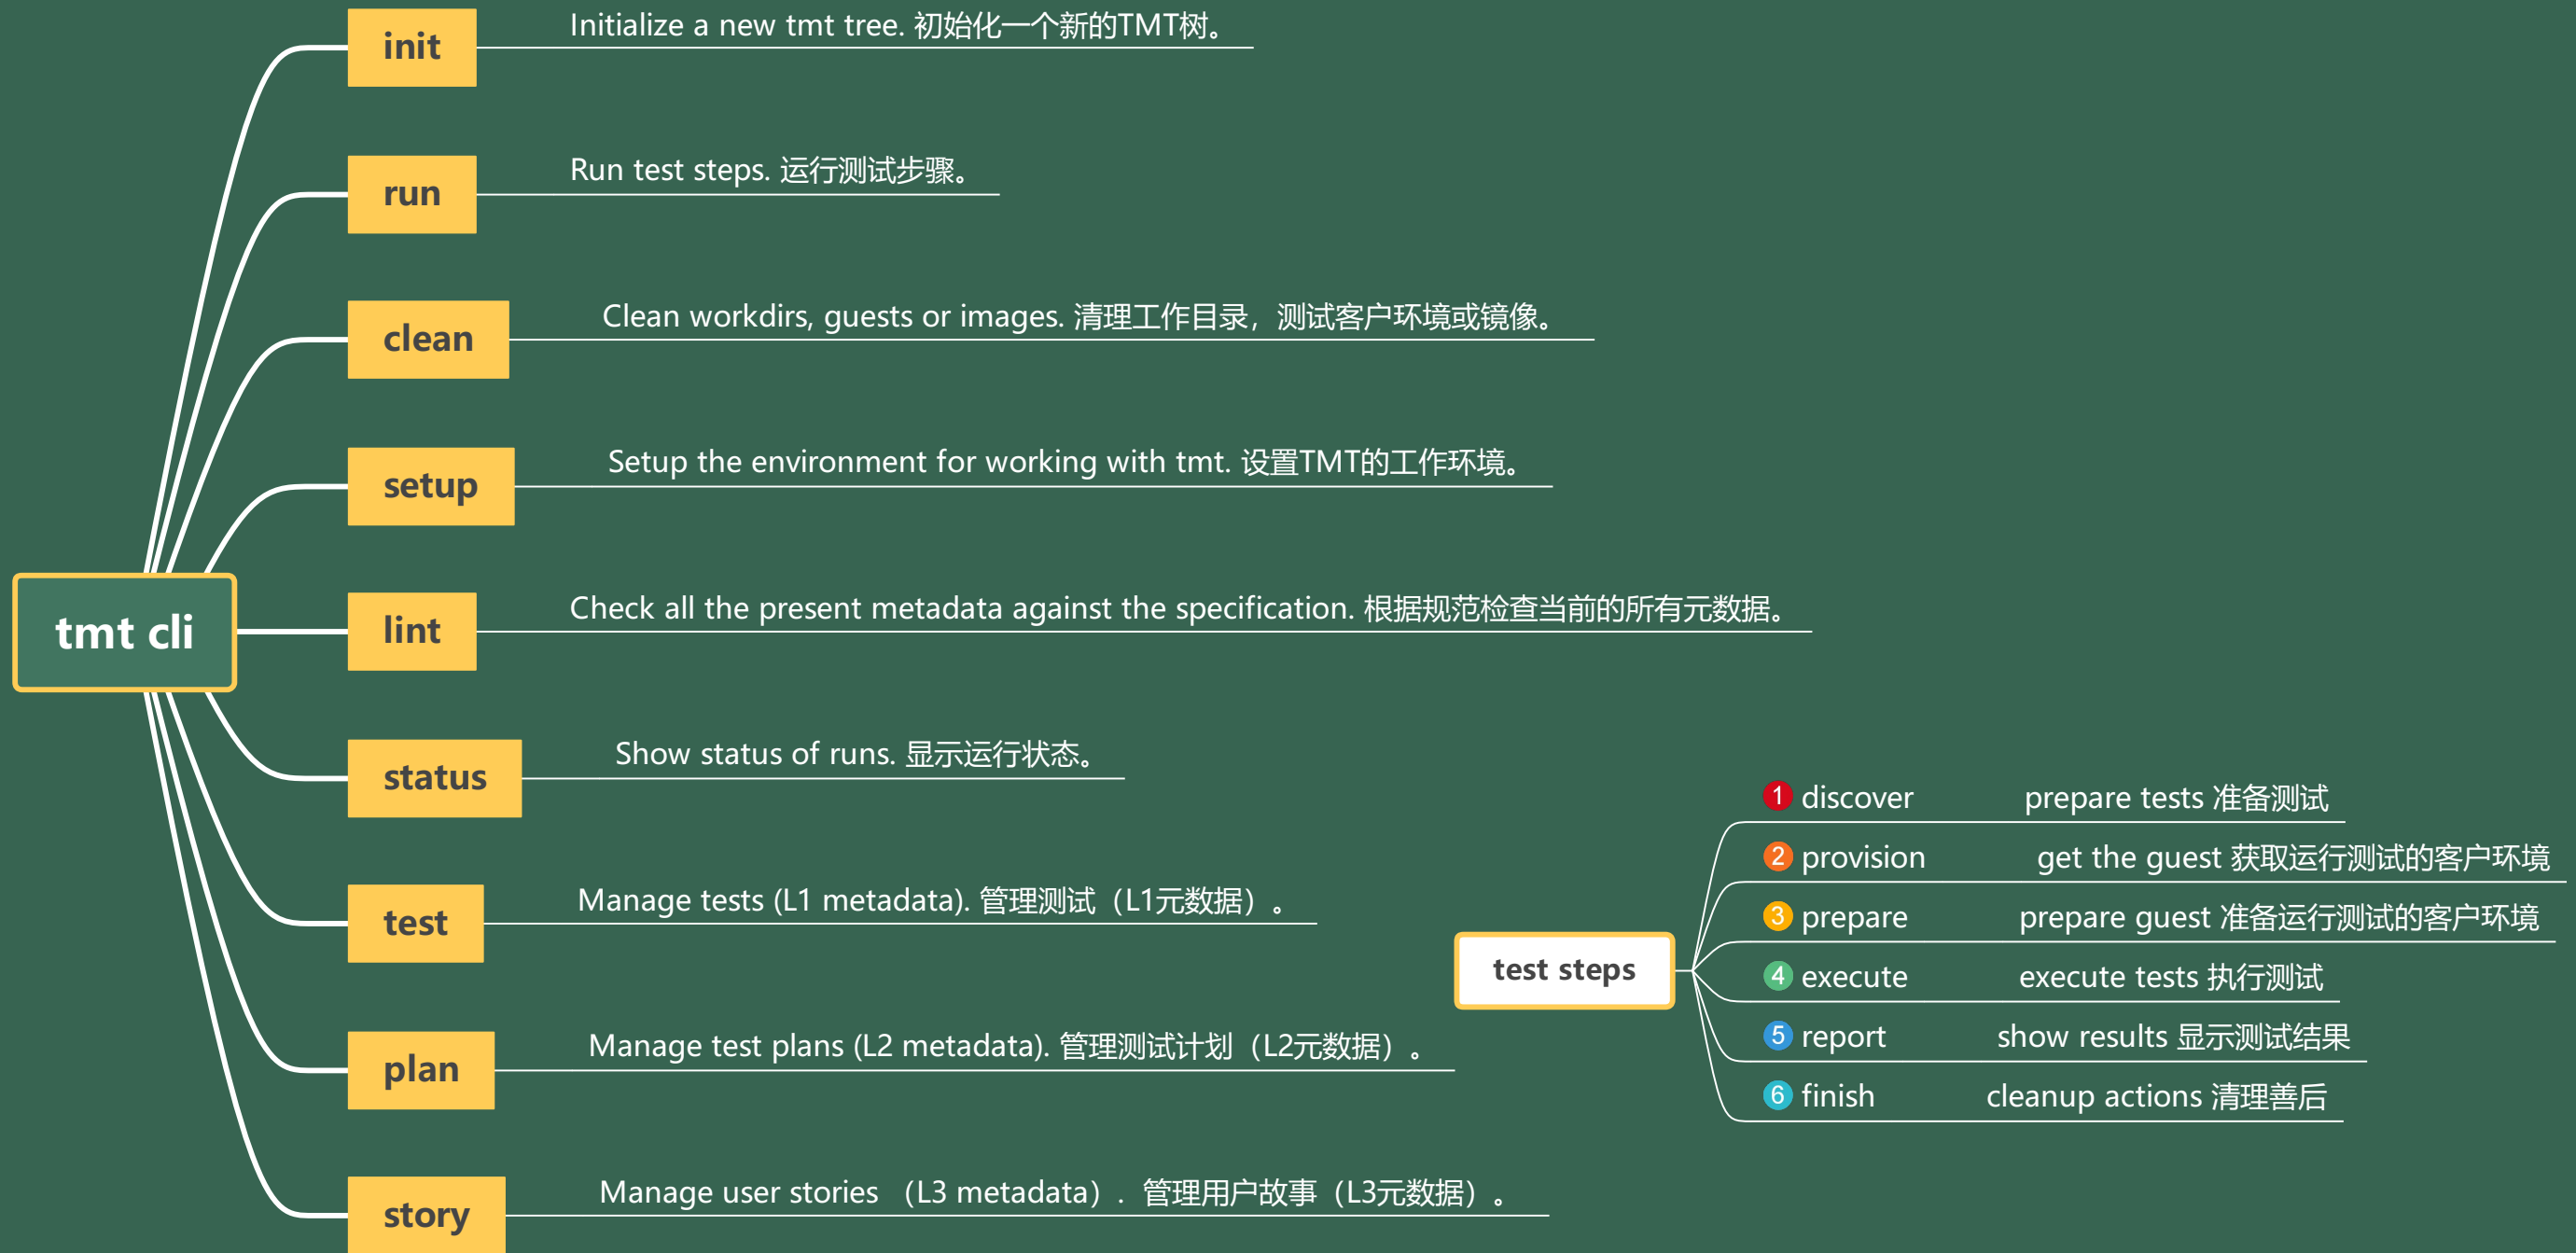 tmt cli
init
Initialize a new tmt tree. 初始化一个新的TMT树。
run
Run test steps. 运行测试步骤。
clean
Clean workdirs, guests or images. 清理工作目录，测试客户环境或镜像。
setup
Setup the environment for working with tmt. 设置TMT的工作环境。
lint
Check all the present metadata against the specification. 根据规范检查当前的所有元数据。
status
Show status of runs. 显示运行状态。
test
Manage tests (L1 metadata). 管理测试（L1元数据）。
plan
Manage test plans (L2 metadata). 管理测试计划（L2元数据）。
story
Manage user stories （L3 metadata）. 管理用户故事（L3元数据）。
test steps
1 discover prepare tests 准备测试
2 provision get the guest 获取运行测试的客户环境
3 prepare prepare guest 准备运行测试的客户环境
4 execute execute tests 执行测试
5 report show results 显示测试结果
6 finish cleanup actions 清理善后